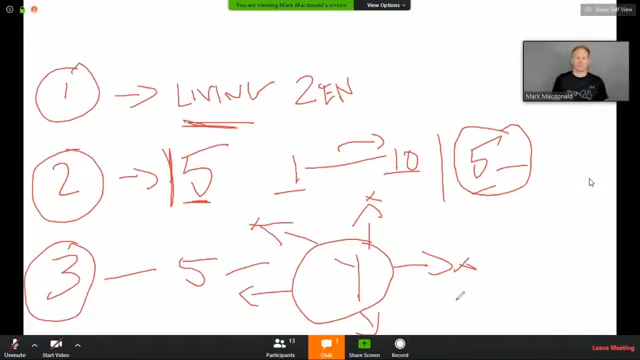 You are viewing Mark Macdonald's screen
View Options
Show Self View
Mark Macdonald
1 → LIVING ZEN
2 → 5 1 10 5
3 5 Y
Unmute
Start Video
Participants
13
Chat
1
Share Screen
Record
Leave Meeting